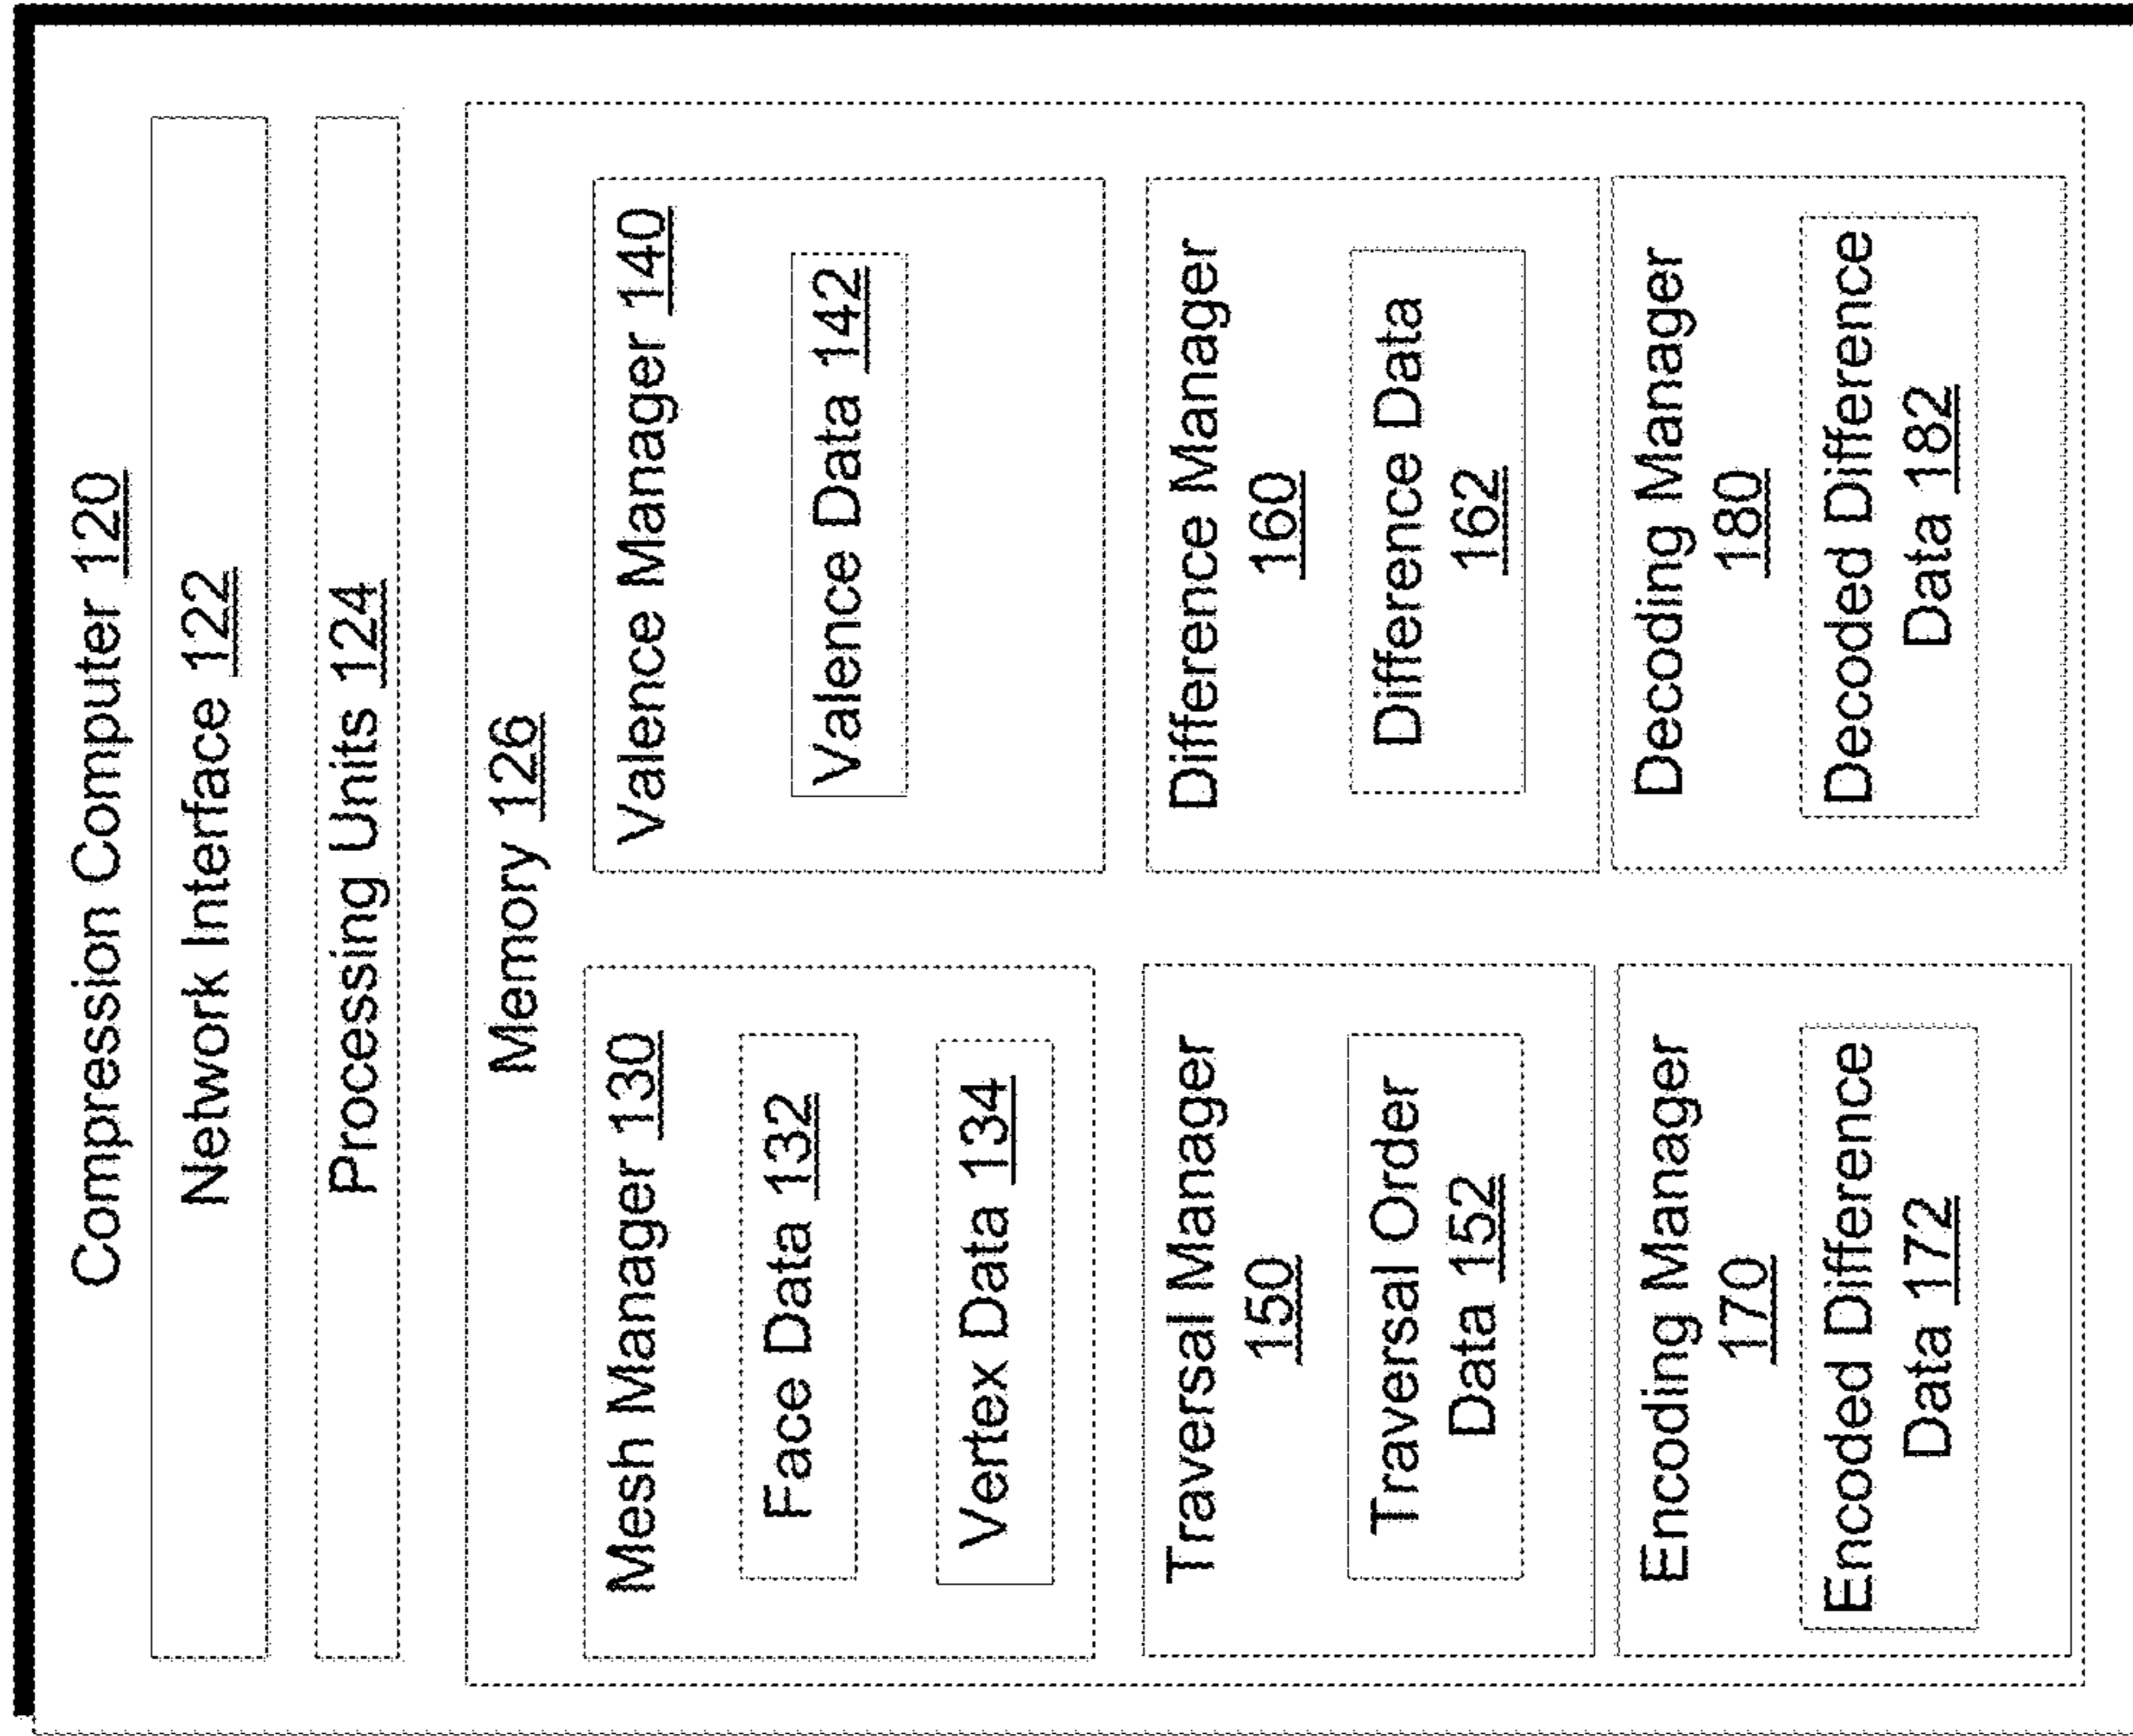 Compression Computer 120
Network Interface 122
Processing Units 124
Memory 126
Mesh Manager 130
Face Data 132
Vertex Data 134
Valence Manager 140
Valence Data 142
Traversal Manager
150
Traversal Order
Data 152
Difference Manager
160
Difference Data
162
Encoding Manager
170
Encoded Difference
Data 172
Decoding Manager
180
Decoded Difference
Data 182